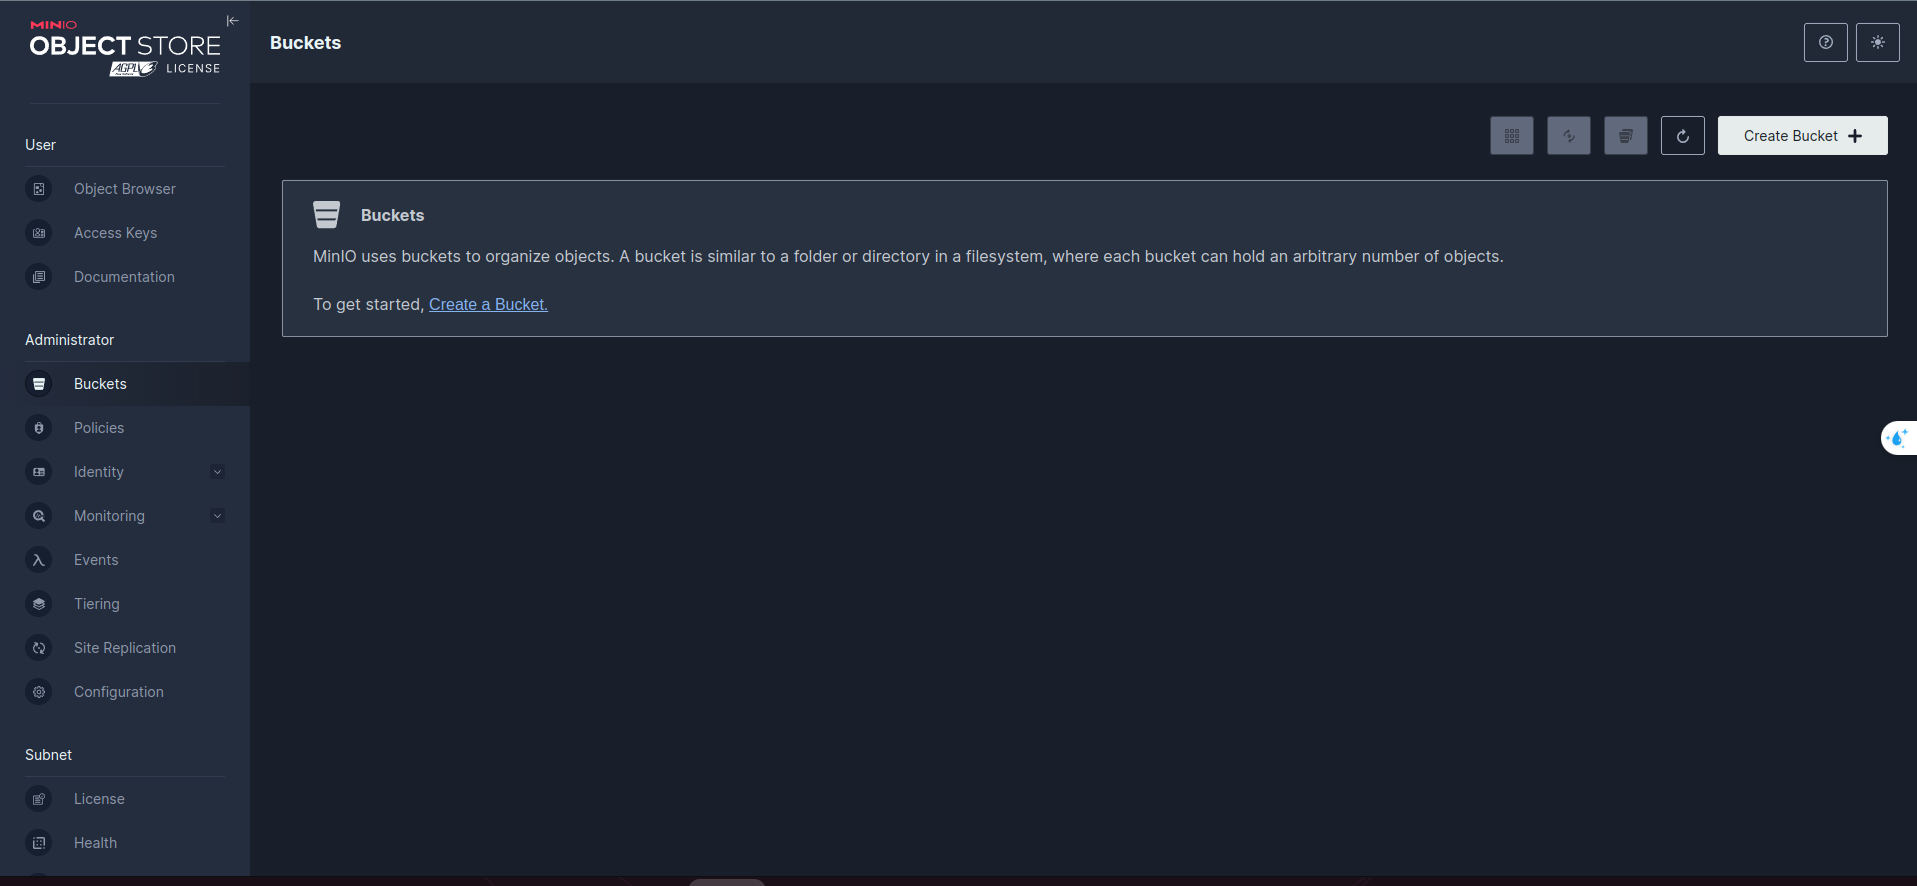 MINIO
OBJECT STORE
AGPL LICENSE
User
Object Browser
Access Keys
Documentation
Administrator
Buckets
Policies
Identity
Monitoring
Events
Tiering
Site Replication
Configuration
Subnet
License
Health
Buckets
Create Bucket
Buckets
MinIO uses buckets to organize objects. A bucket is similar to a folder or directory in a filesystem, where each bucket can hold an arbitrary number of objects.
To get started, Create a Bucket.